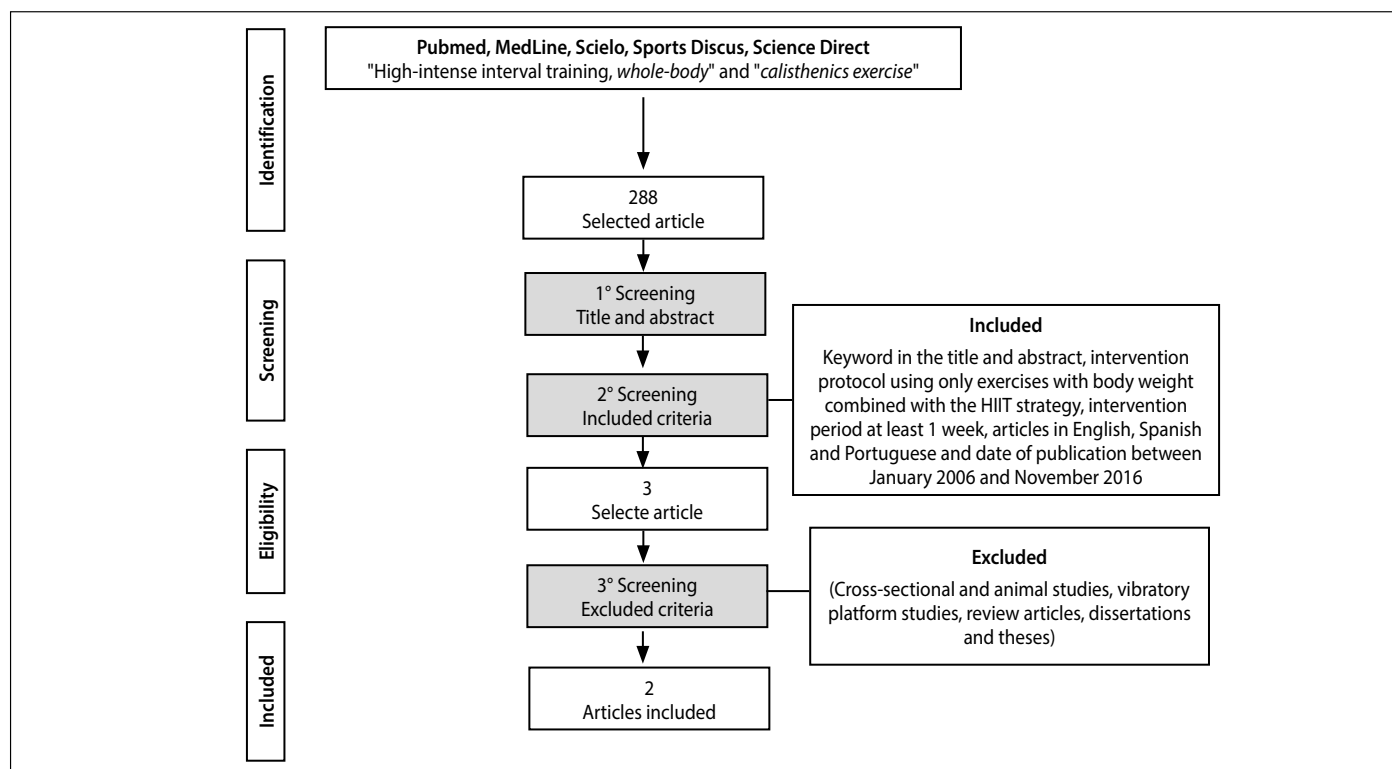 Identification
Pubmed, MedLine, Scielo, Sports Discus, Science Direct
"High-intense interval training, whole-body" and "calisthenics exercise"
288
Selected article
Screening
1° Screening
Title and abstract
2° Screening
Included criteria
Included
Keyword in the title and abstract, intervention
protocol using only exercises with body weight
combined with the HIIT strategy, intervention
period at least 1 week, articles in English, Spanish
and Portuguese and date of publication between
January 2006 and November 2016
Eligibility
3
Selecte article
3° Screening
Excluded criteria
Excluded
(Cross-sectional and animal studies, vibratory
platform studies, review articles, dissertations
and theses)
Included
2
Articles included